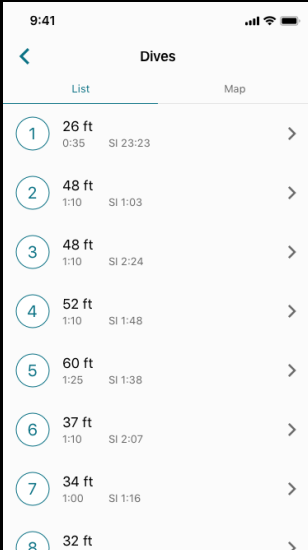 9:41
Dives
List Map
1 26 ft
0:35 SI 23:23
2 48 ft
1:10 SI 1:03
3 48 ft
1:10 SI 2:24
4 52 ft
1:10 SI 1:48
5 60 ft
1:25 SI 1:38
6 37 ft
1:10 SI 2:07
7 34 ft
1:00 SI 1:16
8 32 ft